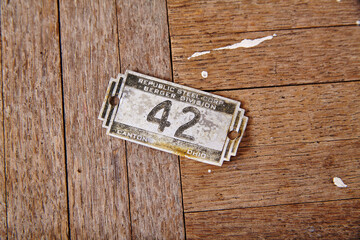 REPUBLIC STEEL CORP
BERGER DIVISION
42
CANTON OHIO